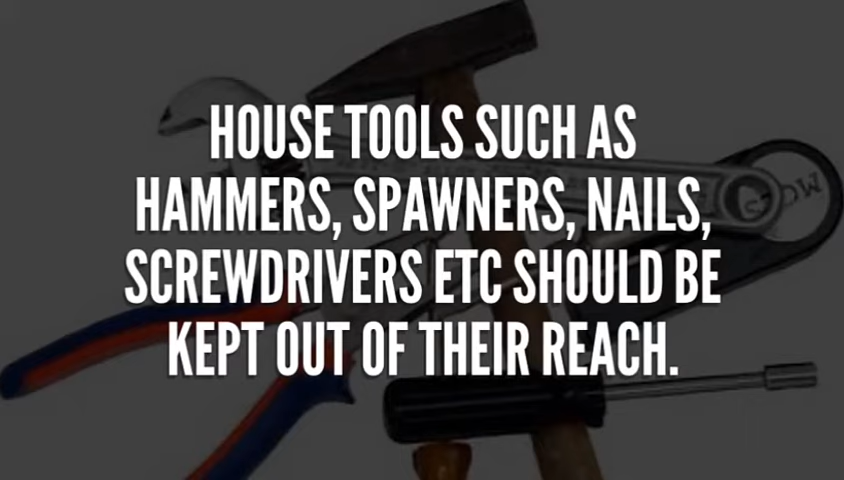 HOUSE TOOLS SUCH AS
HAMMERS, SPAWNERS, NAILS,
SCREWDRIVERS ETC SHOULD BE
KEPT OUT OF THEIR REACH.